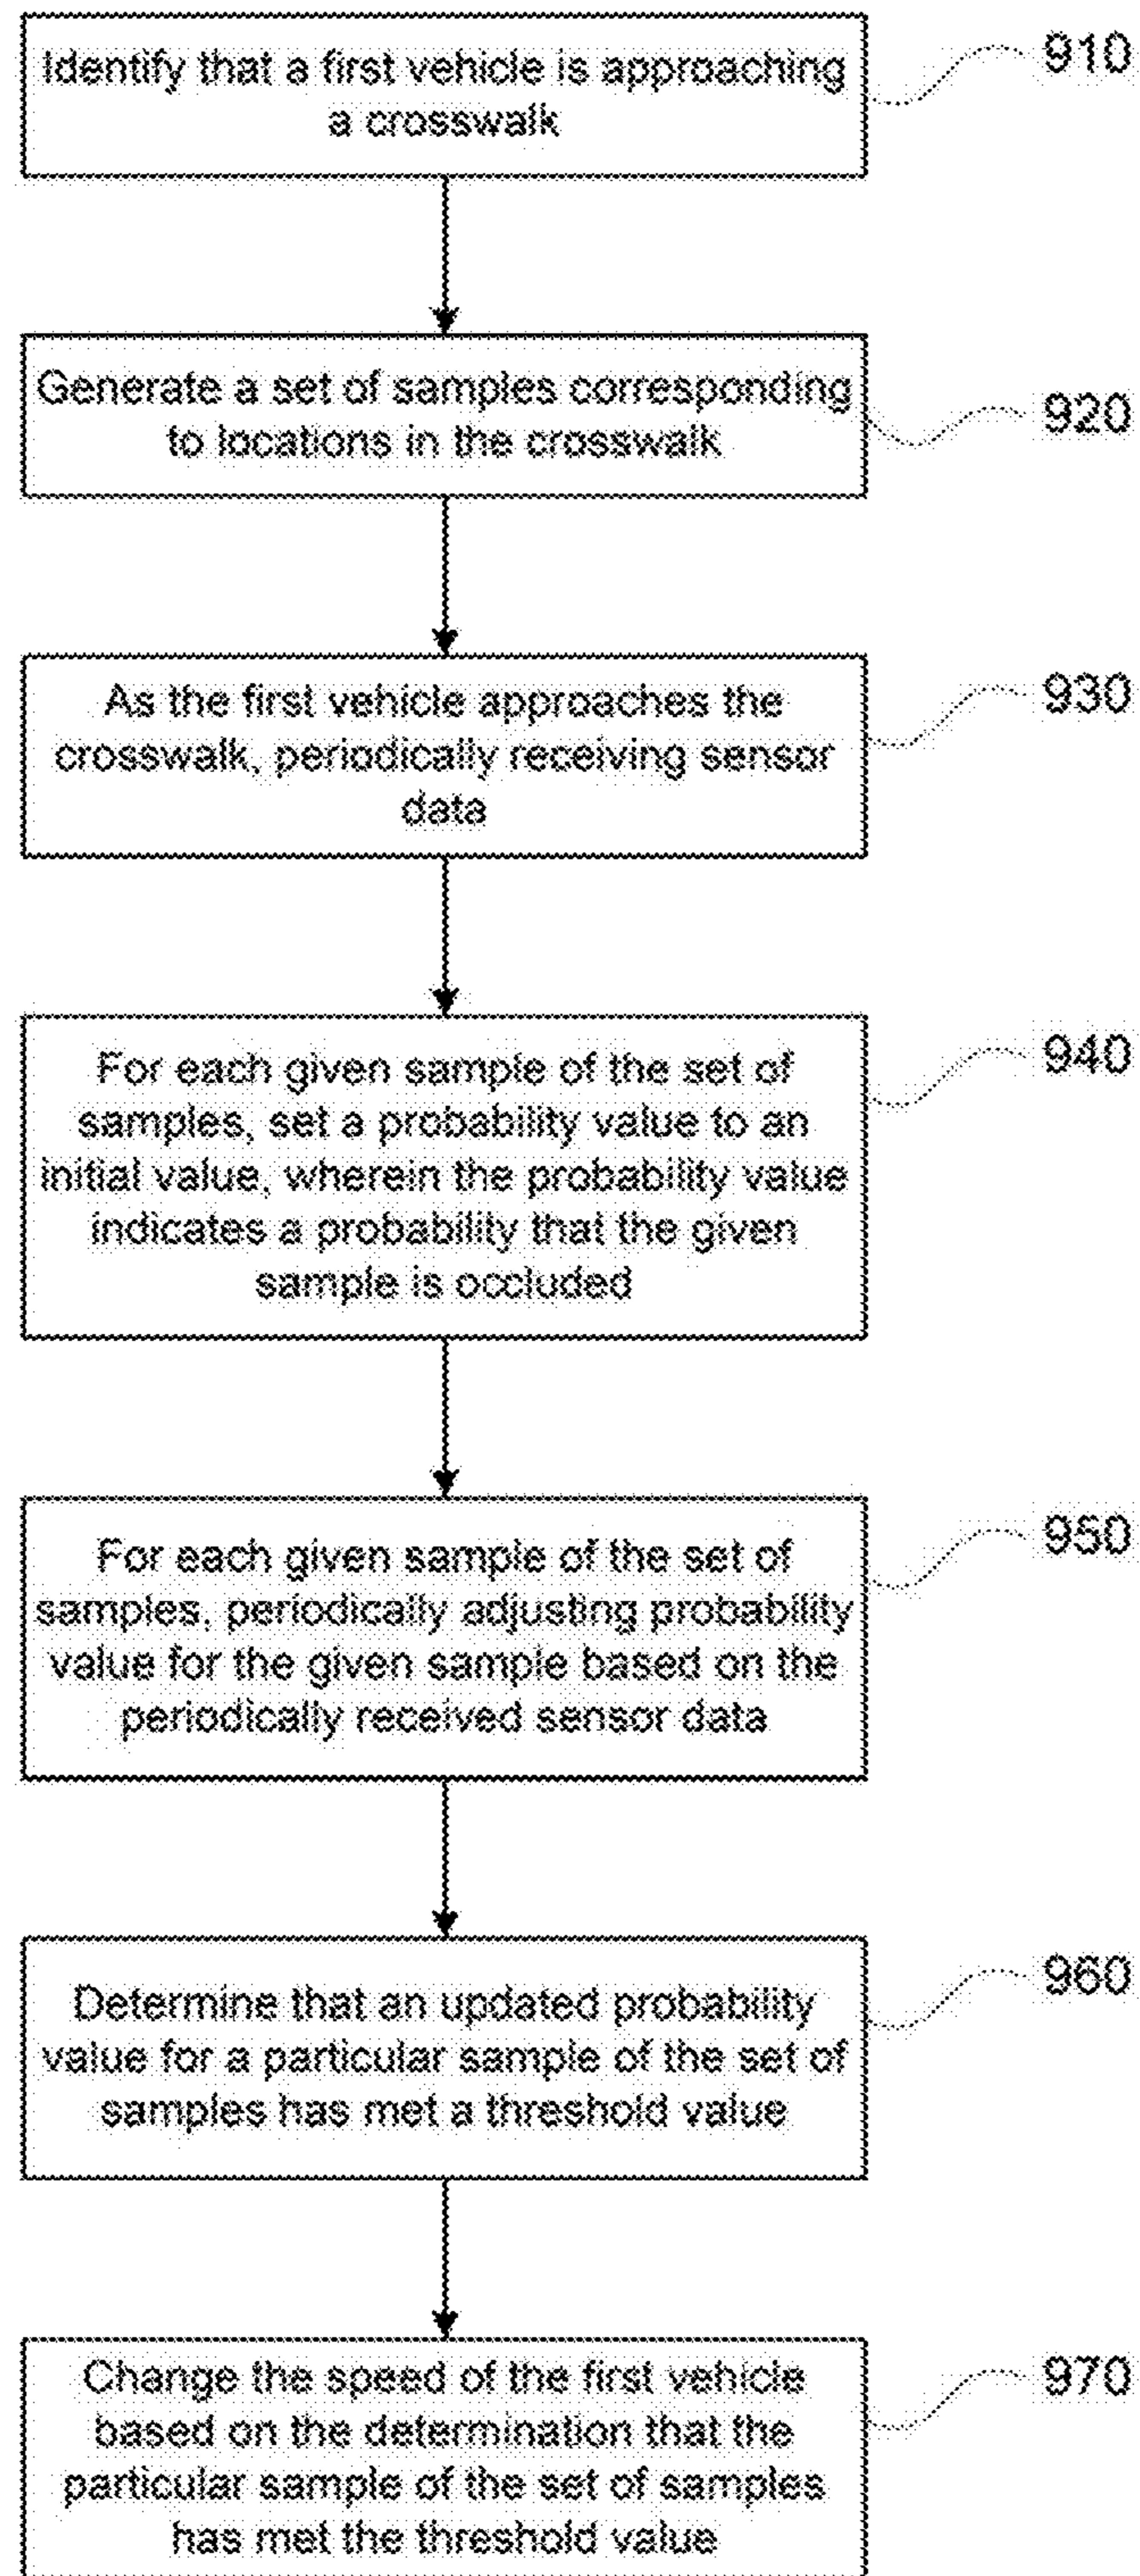 Identify that a first vehicle is approaching
a crosswalk
910
Generate a set of samples corresponding
to locations in the crosswalk
920
As the first vehicle approaches the
crosswalk, periodically receiving sensor
data
930
For each given sample of the set of
samples, set a probability value to an
initial value, wherein the probability value
indicates a probability that the given
sample is occluded
940
For each given sample of the set of
samples, periodically adjusting probability
value for the given sample based on the
periodically received sensor data
950
Determine that an updated probability
value for a particular sample of the set of
samples has met a threshold value
960
Change the speed of the first vehicle
based on the determination that the
particular sample of the set of samples
has met the threshold value
970